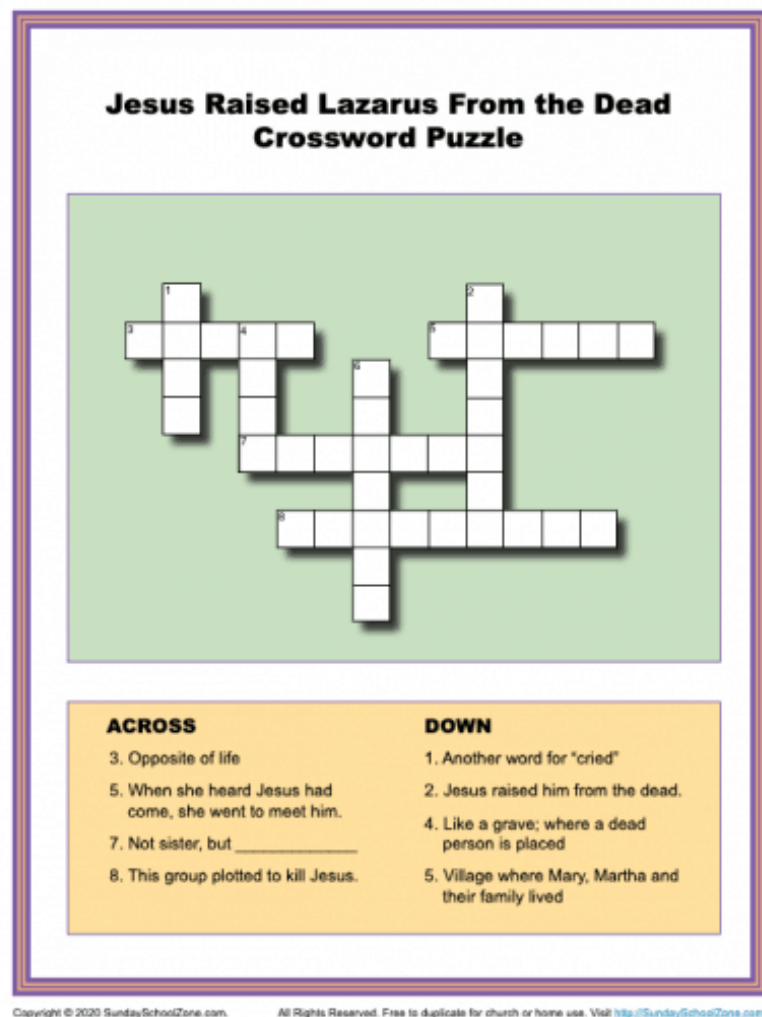 Jesus Raised Lazarus From the Dead
Crossword Puzzle
1
2
3
4
5
6
7
8
ACROSS
3. Opposite of life
5. When she heard Jesus had
come, she went to meet him.
7. Not sister, but ______________
8. This group plotted to kill Jesus.
DOWN
1. Another word for “cried”
2. Jesus raised him from the dead.
4. Like a grave; where a dead
person is placed
5. Village where Mary, Martha and
their family lived
Copyright © 2020 SundaySchoolZone.com. All Rights Reserved. Free to duplicate for church or home use. Visit http://SundaySchoolZone.com